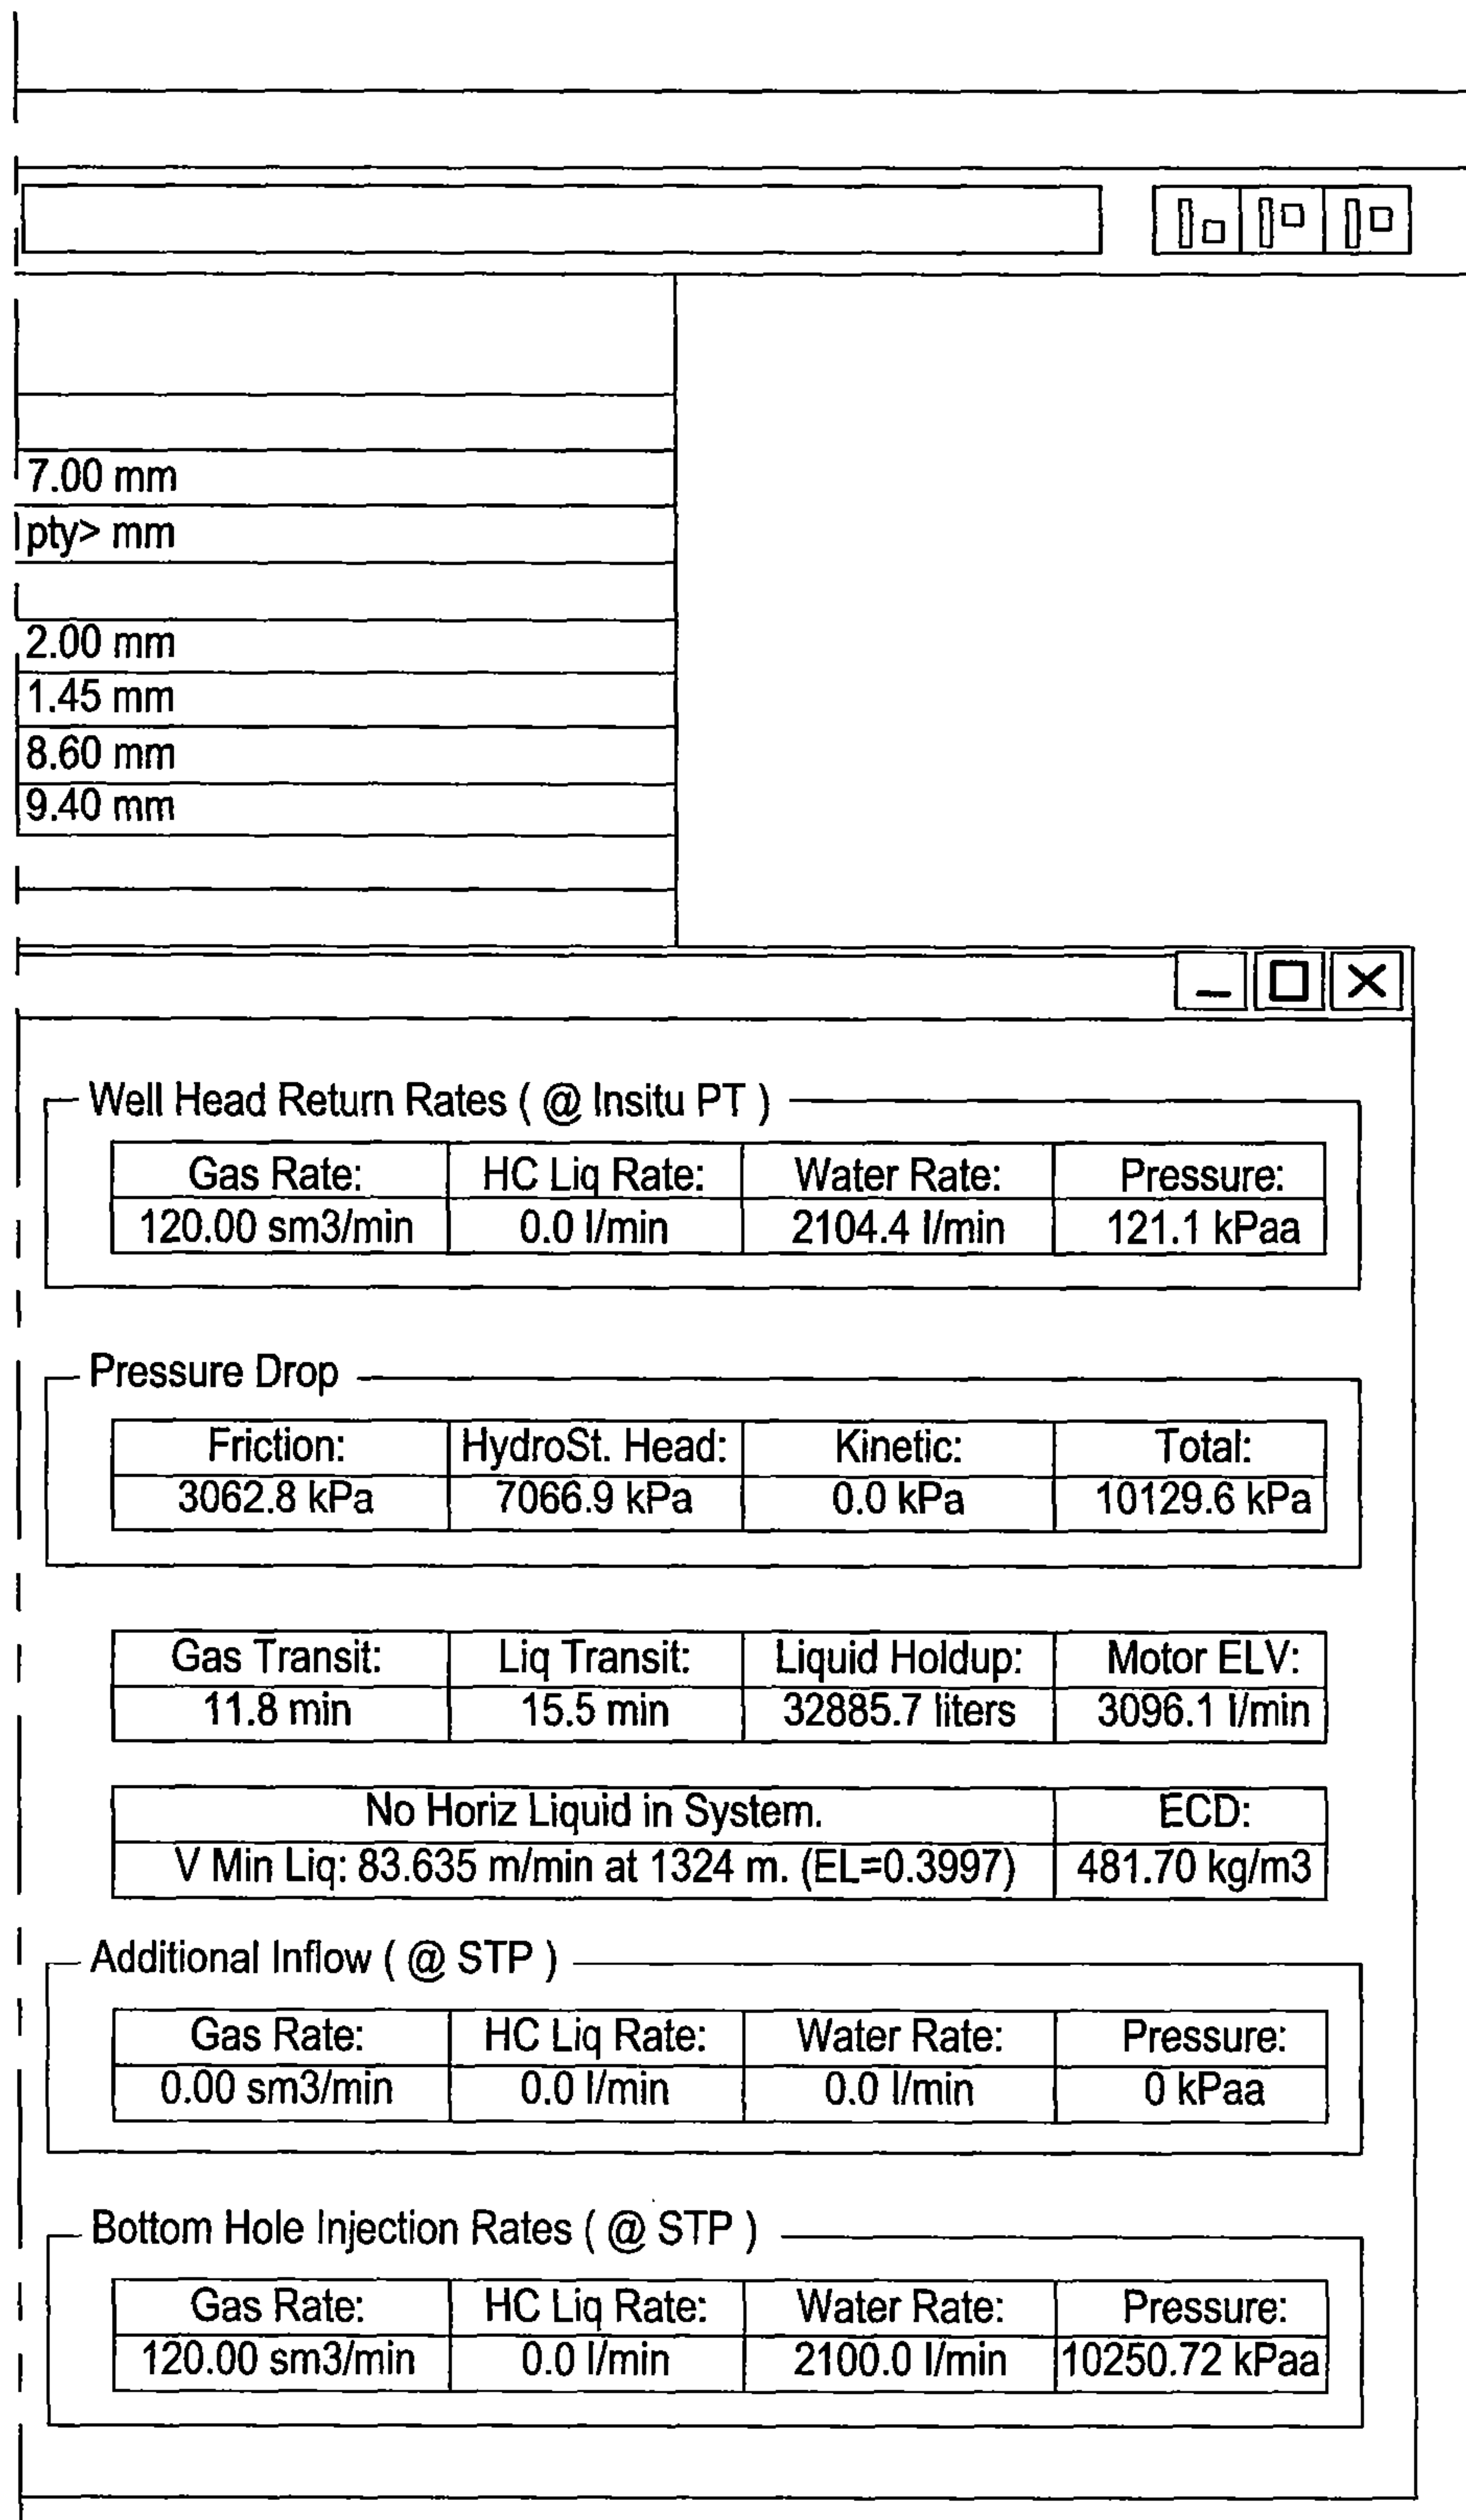 7.00 mm
pty> mm
2.00 mm
1.45 mm
8.60 mm
9.40 mm
Well Head Return Rates ( @ Insitu PT )
Gas Rate: HC Liq Rate: Water Rate: Pressure:
120.00 sm3/min 0.0 l/min 2104.4 l/min 121.1 kPaa
Pressure Drop
Friction: HydroSt. Head: Kinetic: Total:
3062.8 kPa 7066.9 kPa 0.0 kPa 10129.6 kPa
Gas Transit: Liq Transit: Liquid Holdup: Motor ELV:
11.8 min 15.5 min 32885.7 liters 3096.1 l/min
No Horiz Liquid in System. ECD:
V Min Liq: 83.635 m/min at 1324 m. (EL=0.3997) 481.70 kg/m3
Additional Inflow ( @ STP )
Gas Rate: HC Liq Rate: Water Rate: Pressure:
0.00 sm3/min 0.0 l/min 0.0 l/min 0 kPaa
Bottom Hole Injection Rates ( @ STP )
Gas Rate: HC Liq Rate: Water Rate: Pressure:
120.00 sm3/min 0.0 l/min 2100.0 l/min 10250.72 kPaa